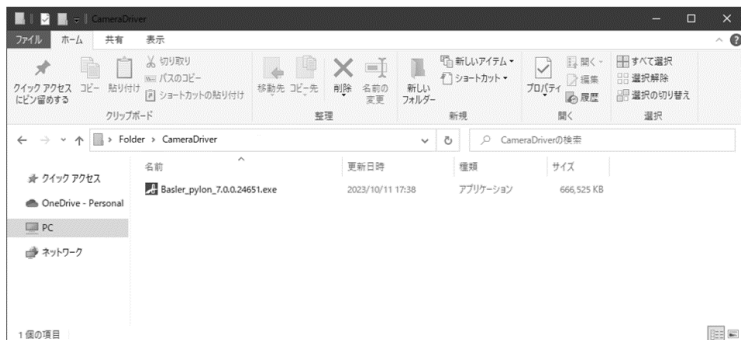 CameraDriver
ファイル ホーム 共有 表示
クイック アクセスにピン留めする
コピー
貼り付け
切り取り
パスのコピー
ショートカットの貼り付け
クリップボード
移動先
コピー先
削除
名前の変更
整理
新しいフォルダー
新しいアイテム
ショートカット
新規
プロパティ
開く
編集
履歴
開く
すべて選択
選択解除
選択の切り替え
選択
Folder > CameraDriver
CameraDriverの検索
クイック アクセス
OneDrive - Personal
PC
ネットワーク
名前 更新日時 種類 サイズ
Basler_pylon_7.0.0.24651.exe 2023/10/11 17:38 アプリケーション 666,525 KB
1 個の項目